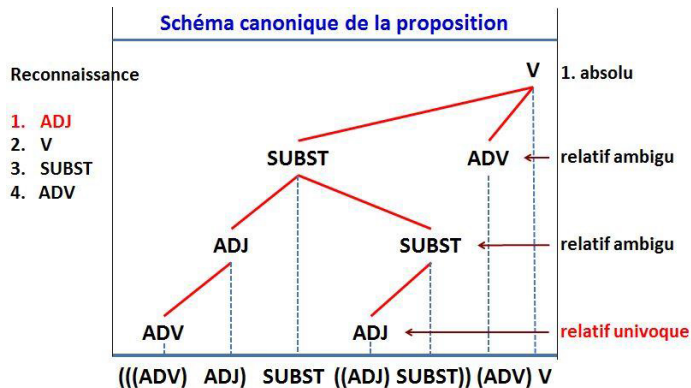 Schéma canonique de la proposition
Reconnaissance
1. ADJ
2. V
3. SUBST
4. ADV
V
1. absolu
SUBST
ADV
relatif ambigu
ADJ
SUBST
relatif ambigu
ADV
ADJ
relatif univoque
(((ADV) ADJ) SUBST ((ADJ) SUBST)) (ADV) V